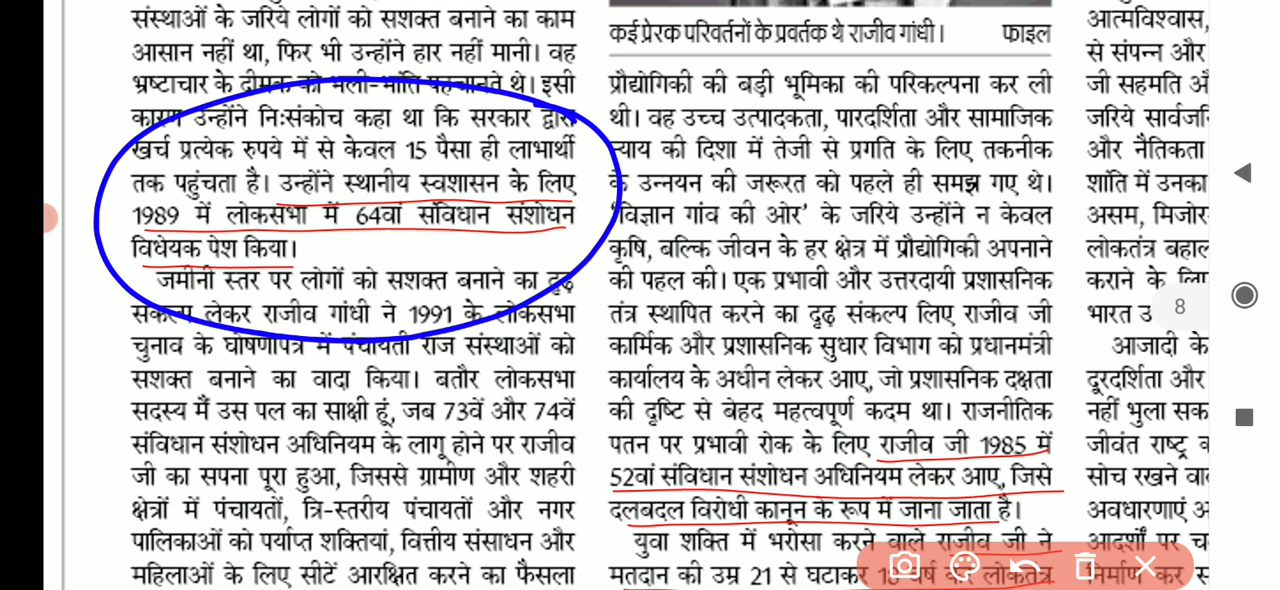 संस्थाओं के जरिये लोगों को सशक्त बनाने का काम
आसान नहीं था, फिर भी उन्होंने हार नहीं मानी। वह
भ्रष्टाचार के दीमक को भली-भांति पहचानते थे। इसी
कारण उन्होंने निःसंकोच कहा था कि सरकार द्वारा
खर्च प्रत्येक रुपये में से केवल 15 पैसा ही लाभार्थी
तक पहुंचता है। उन्होंने स्थानीय स्वशासन के लिए
1989 में लोकसभा में 64वां संविधान संशोधन
विधेयक पेश किया।
जमीनी स्तर पर लोगों को सशक्त बनाने का दृढ़
संकल्प लेकर राजीव गांधी ने 1991 के लोकसभा
चुनाव के घोषणापत्र में पंचायती राज संस्थाओं को
सशक्त बनाने का वादा किया। बतौर लोकसभा
सदस्य मैं उस पल का साक्षी हूं, जब 73वें और 74वें
संविधान संशोधन अधिनियम के लागू होने पर राजीव
जी का सपना पूरा हुआ, जिससे ग्रामीण और शहरी
क्षेत्रों में पंचायतों, त्रि-स्तरीय पंचायतों और नगर
पालिकाओं को पर्याप्त शक्तियां, वित्तीय संसाधन और
महिलाओं के लिए सीटें आरक्षित करने का फैसला
कई प्रेरक परिवर्तनों के प्रवर्तक थे राजीव गांधी। फाइल
प्रौद्योगिकी की बड़ी भूमिका की परिकल्पना कर ली
थी। वह उच्च उत्पादकता, पारदर्शिता और सामाजिक
न्याय की दिशा में तेजी से प्रगति के लिए तकनीक
के उन्नयन की जरूरत को पहले ही समझ गए थे।
'विज्ञान गांव की ओर' के जरिये उन्होंने न केवल
कृषि, बल्कि जीवन के हर क्षेत्र में प्रौद्योगिकी अपनाने
की पहल की। एक प्रभावी और उत्तरदायी प्रशासनिक
तंत्र स्थापित करने का दृढ़ संकल्प लिए राजीव जी
कार्मिक और प्रशासनिक सुधार विभाग को प्रधानमंत्री
कार्यालय के अधीन लेकर आए, जो प्रशासनिक दक्षता
की दृष्टि से बेहद महत्वपूर्ण कदम था। राजनीतिक
पतन पर प्रभावी रोक के लिए राजीव जी 1985 में
52वां संविधान संशोधन अधिनियम लेकर आए, जिसे
दलबदल विरोधी कानून के रूप में जाना जाता है।
युवा शक्ति में भरोसा करने वाले राजीव जी ने
मतदान की उम्र 21 से घटाकर 18 वर्ष कर लोकतंत्र
आत्मविश्वास,
से संपन्न और
जी सहमति
जरिये
और नैतिकता
शांति में उनका
असम,
लोकतंत्र बहाल
कराने के लिए
भारत
8
आजादी के
दूरदर्शिता और
नहीं भुला
जीवंत राष्ट्र
सोच रखने
अवधारणाएं
आदर्शों पर
निर्माण कर